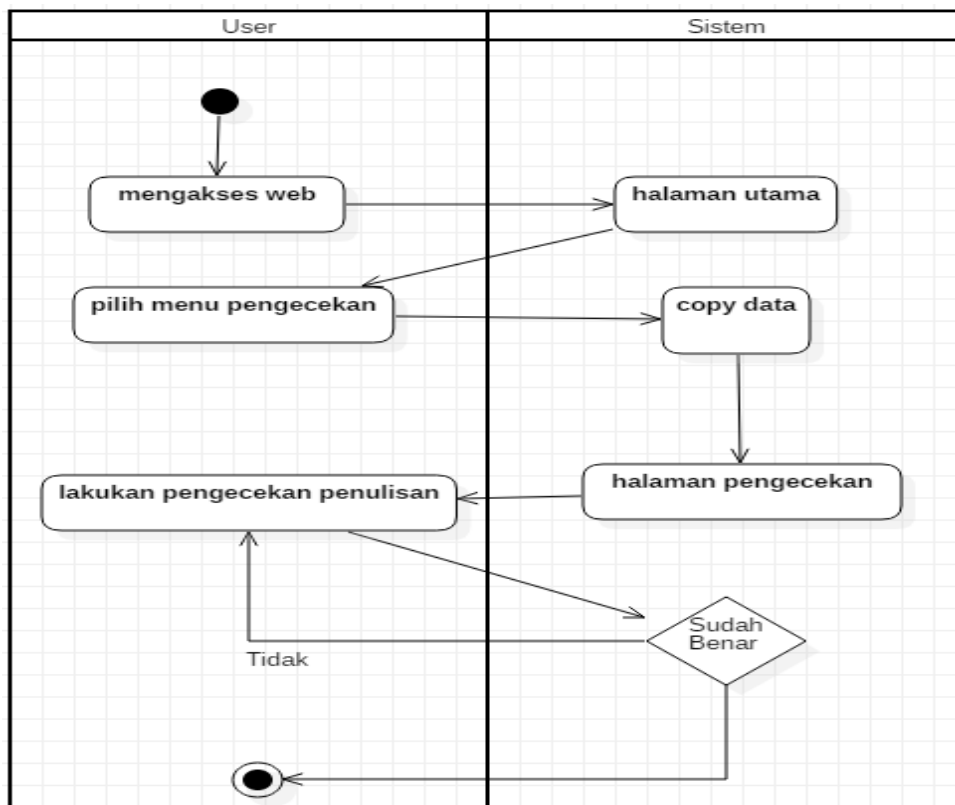 User
Sistem
mengakses web
halaman utama
pilih menu pengecekan
copy data
lakukan pengecekan penulisan
halaman pengecekan
Sudah
Benar
Tidak